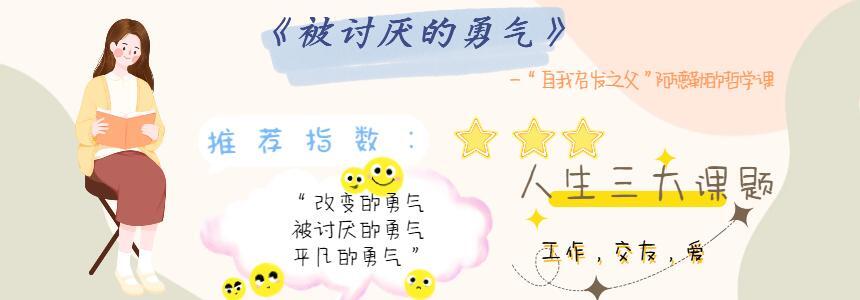 《被讨厌的勇气》
-“自我启发之父”阿德勒的哲学课
推荐指数:
人生三大课题
“改变的勇气
被讨厌的勇气
平凡的勇气”
工作,交友,爱